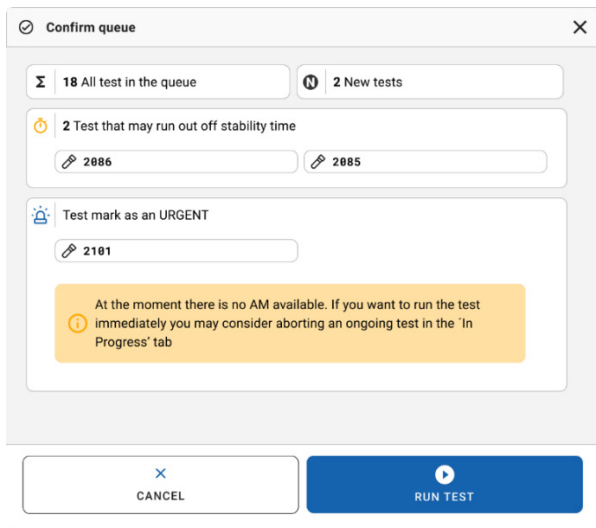 Confirm queue
Σ 18 All test in the queue
N 2 New tests
2 Test that may run out off stability time
2086
2085
Test mark as an URGENT
2101
At the moment there is no AM available. If you want to run the test
immediately you may consider aborting an ongoing test in the ´In
Progress’ tab
CANCEL
RUN TEST